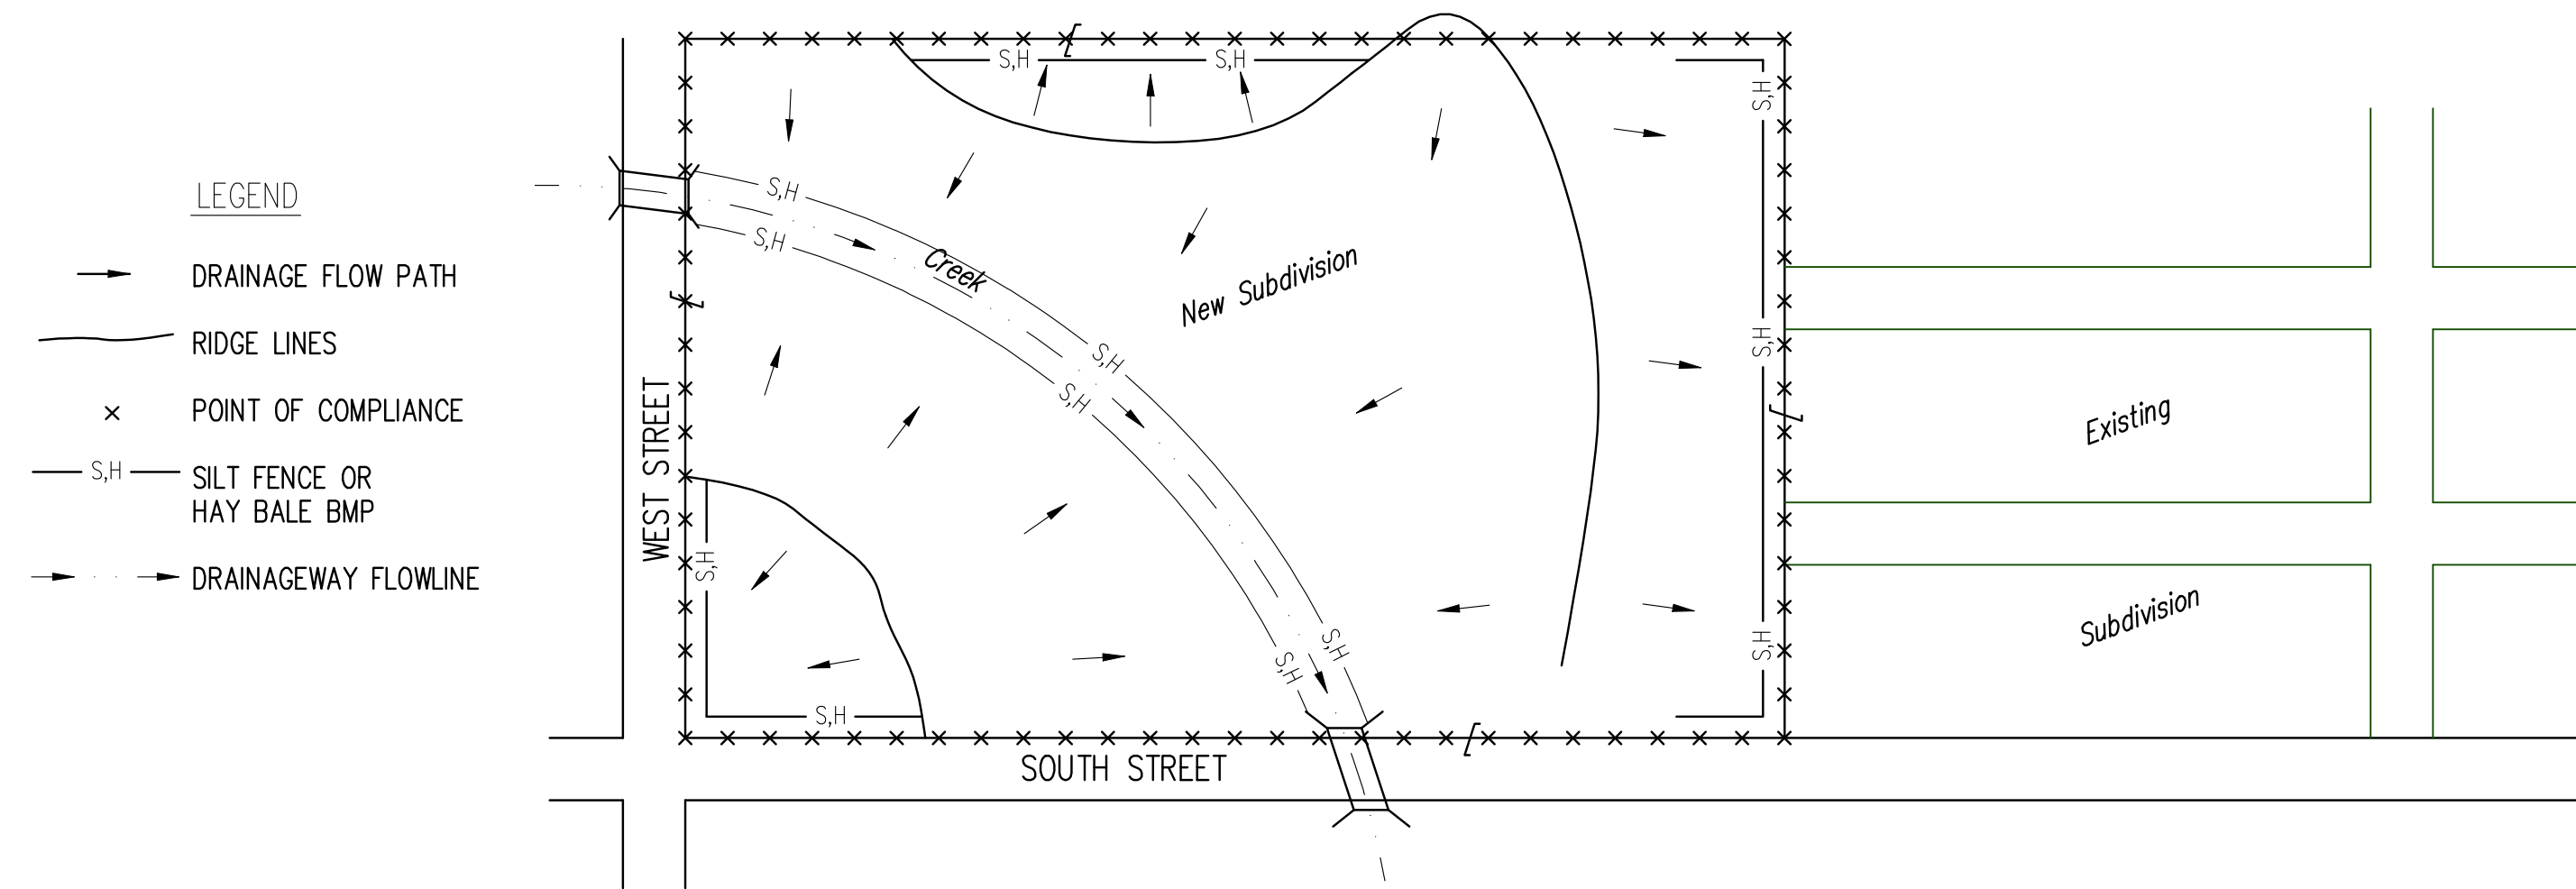 LEGEND
DRAINAGE FLOW PATH
RIDGE LINES
× POINT OF COMPLIANCE
S,H SILT FENCE OR
HAY BALE BMP
DRAINAGEWAY FLOWLINE
S,H
S,H
S,H
S,H
S,H
Creek
New Subdivision
S,H
S,H
S,H
WEST STREET
Existing
S,H
Subdivision
S,H
S,H
S,H
S,H
SOUTH STREET